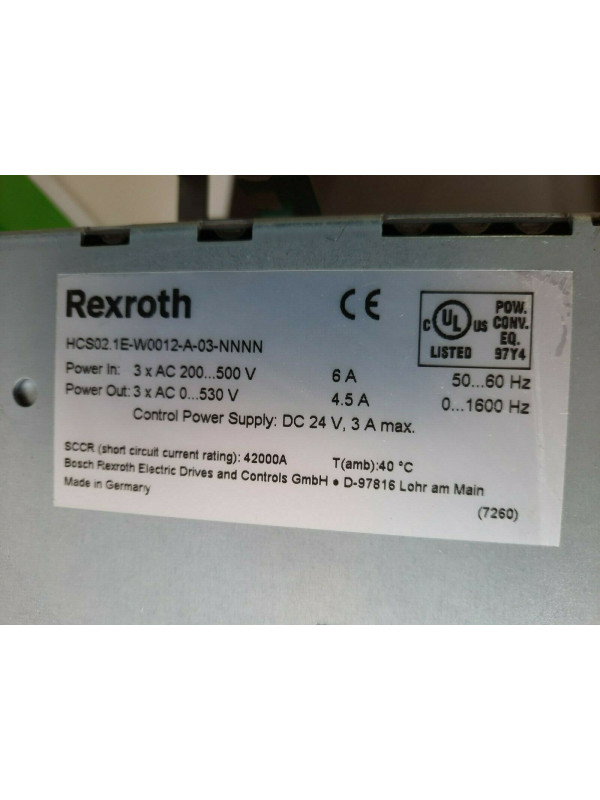 Rexroth
CE
C UL US
LISTED
POW.
CONV.
EQ.
97Y4
HCS02.1E-W0012-A-03-NNNN
Power In: 3 x AC 200...500 V 6 A 50...60 Hz
Power Out: 3 x AC 0...530 V 4.5 A 0...1600 Hz
Control Power Supply: DC 24 V, 3 A max.
SCCR (short circuit current rating): 42000A T(amb):40 °C
Bosch Rexroth Electric Drives and Controls GmbH ● D-97816 Lohr am Main
Made in Germany
(7260)